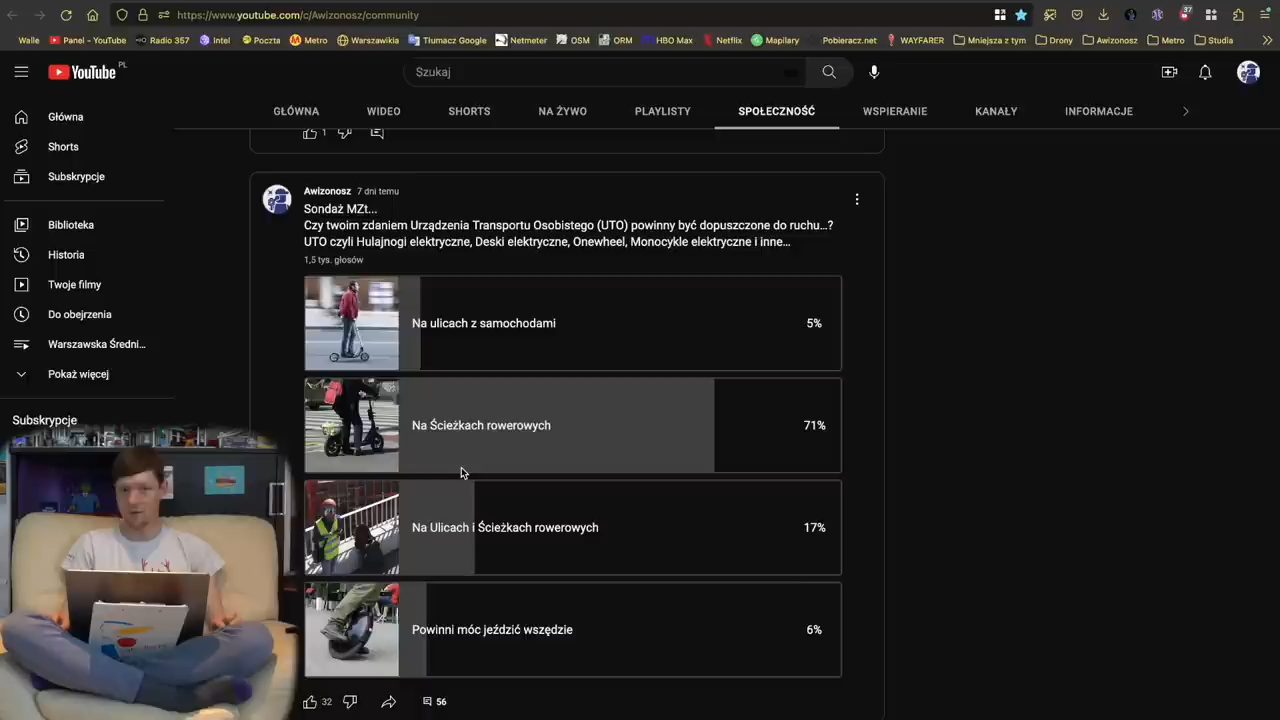 https://www.youtube.com/c/Awizonosz/community
37
Walle
Panel - YouTube
Radio 357
Intel
Poczta
Metro
Warszawikia
Tłumacz Google
Netmeter
OSM
ORM
HBO Max
Netflix
Mapilary
Pobieracz.net
WAYFARER
Mniejsza z tym
Drony
Awizonosz
Metro
Studia
YouTube PL
Szukaj
GŁÓWNA
WIDEO
SHORTS
NA ŻYWO
PLAYLISTY
SPOŁECZNOŚĆ
WSPIERANIE
KANAŁY
INFORMACJE
Główna
Shorts
Subskrypcje
Biblioteka
Historia
Twoje filmy
Do obejrzenia
Warszawska Średni...
Pokaż więcej
Subskrypcje
1
Awizonosz 7 dni temu
Sondaż MZt...
Czy twoim zdaniem Urządzenia Transportu Osobistego (UTO) powinny być dopuszczone do ruchu...?
UTO czyli Hulajnogi elektryczne, Deski elektryczne, Onewheel, Monocykle elektryczne i inne...
1,5 tys. głosów
Na ulicach z samochodami 5%
Na Ścieżkach rowerowych 71%
Na Ulicach i Ścieżkach rowerowych 17%
Powinni móc jeździć wszędzie 6%
32
56